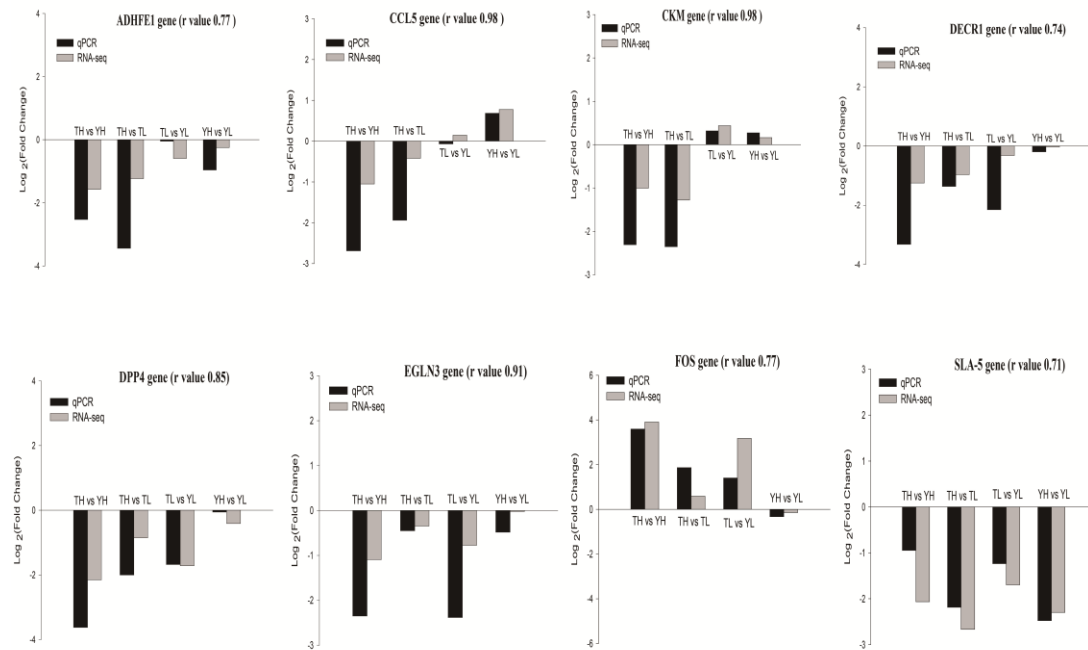 ADHFE1 gene (r value 0.77 )
4
qPCR
RNA-seq
2
0
-2
-4
Log 2(Fold Change)
TH vs YH
TH vs TL
TL vs YL
YH vs YL
CCL5 gene (r value 0.98)
3
qPCR
RNA-seq
2
1
0
-1
-2
-3
Log 2(Fold Change)
TH vs YH
TH vs TL
TL vs YL
YH vs YL
CKM gene (r value 0.98 )
3
qPCR
RNA-seq
2
1
0
-1
-2
-3
Log 2(Fold Change)
TH vs YH
TH vs TL
TL vs YL
YH vs YL
DECR1 gene (r value 0.74)
4
qPCR
RNA-seq
2
0
-2
-4
Log 2(Fold Change)
TH vs YH
TH vs TL
TL vs YL
YH vs YL
DPP4 gene (r value 0.85)
4
qPCR
RNA-seq
2
0
-2
-4
Log 2(Fold Change)
TH vs YH
TH vs TL
TL vs YL
YH vs YL
EGLN3 gene (r value 0.91)
3
qPCR
RNA-seq
2
1
0
-1
-2
-3
Log 2(Fold Change)
TH vs YH
TH vs TL
TL vs YL
YH vs YL
FOS gene (r value 0.77)
6
qPCR
RNA-seq
4
2
0
-2
-4
-6
Log 2(Fold Change)
TH vs YH
TH vs TL
TL vs YL
YH vs YL
SLA-5 gene (r value 0.71)
3
qPCR
RNA-seq
2
1
0
-1
-2
-3
Log 2(Fold Change)
TH vs YH
TH vs TL
TL vs YL
YH vs YL